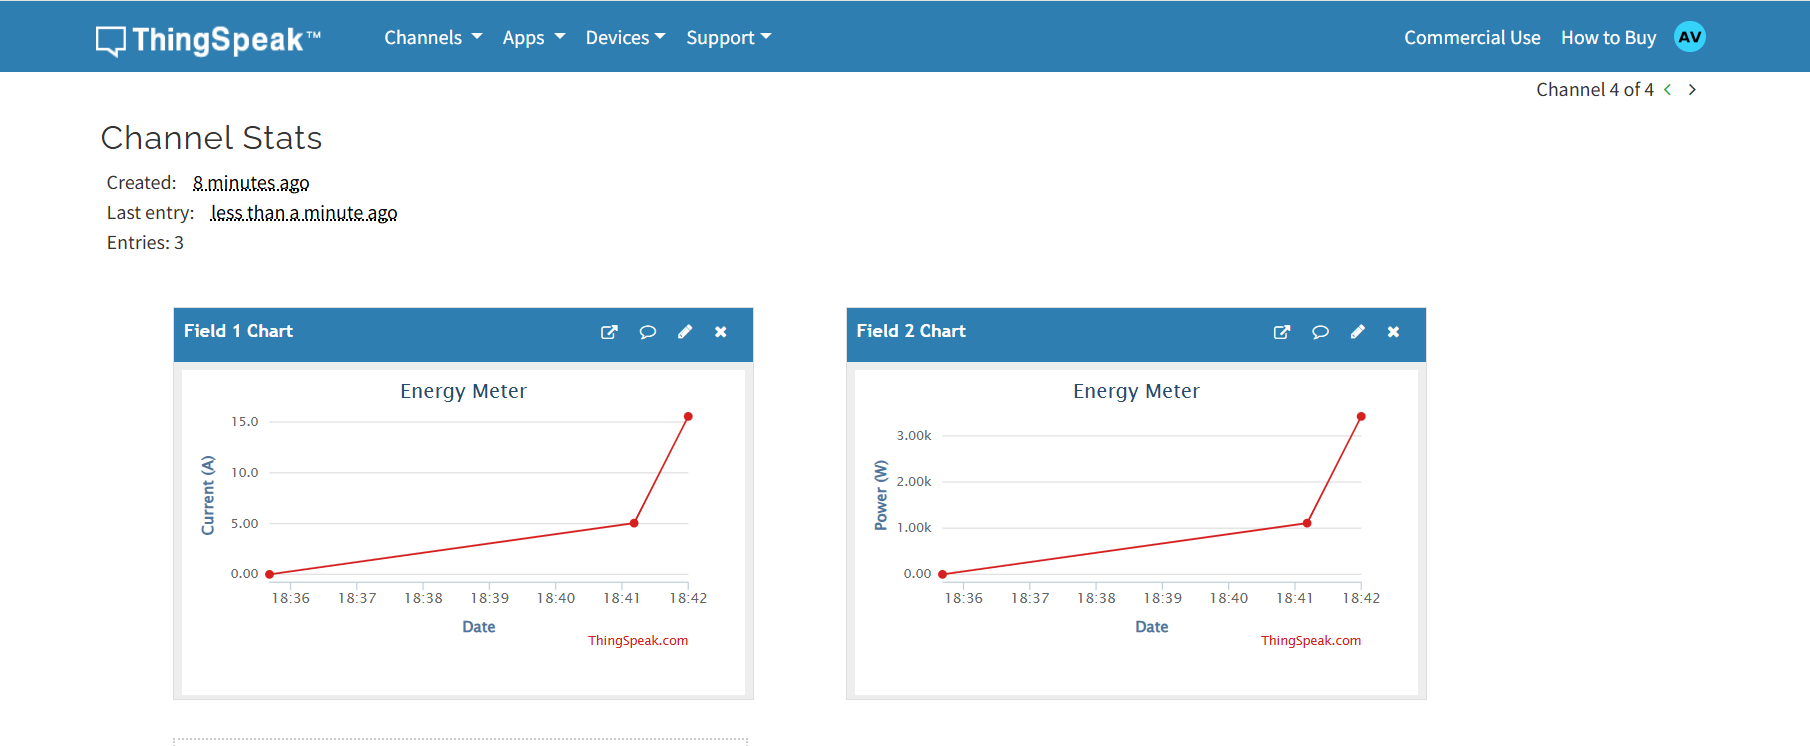 ThingSpeak™ Channels Apps Devices Support Commercial Use How to Buy AV
Channel 4 of 4
Channel Stats
Created: 8 minutes ago
Last entry: less than a minute ago
Entries: 3
Field 1 Chart
Energy Meter
Current (A)
15.0
10.0
5.00
0.00
18:36 18:37 18:38 18:39 18:40 18:41 18:42
Date
ThingSpeak.com
Field 2 Chart
Energy Meter
Power (W)
3.00k
2.00k
1.00k
0.00
18:36 18:37 18:38 18:39 18:40 18:41 18:42
Date
ThingSpeak.com